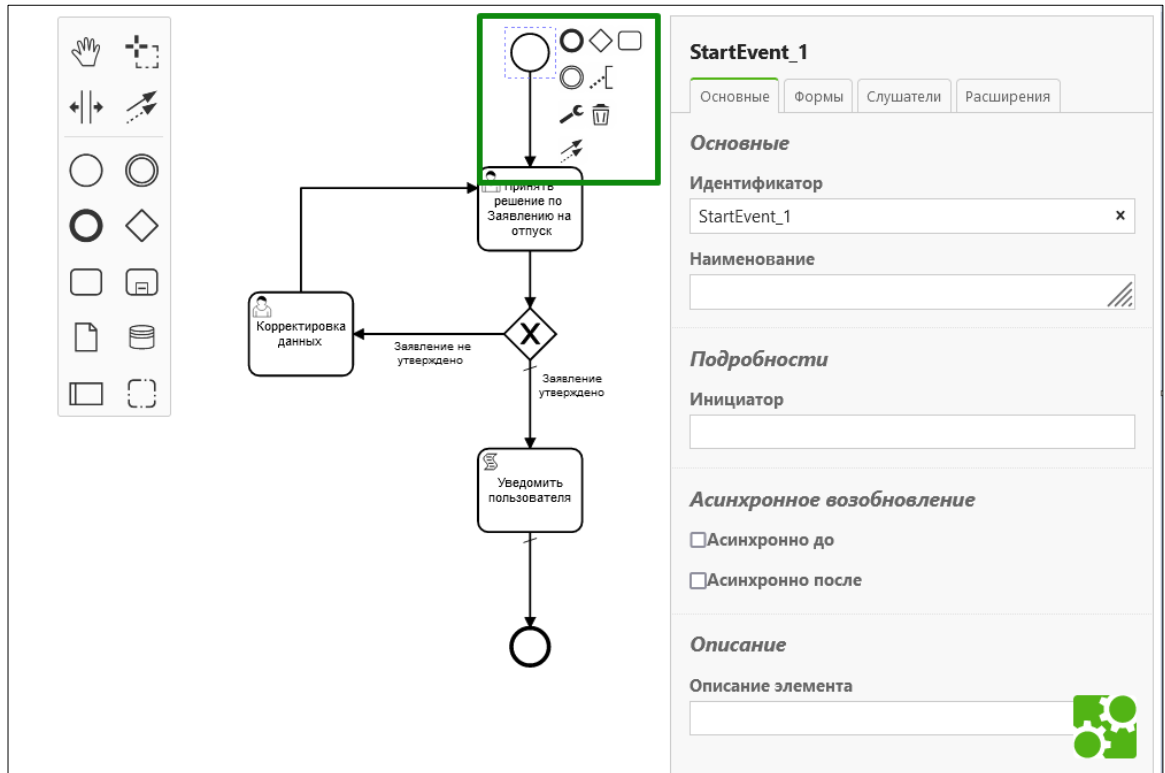 Принять
решение по
Заявлению на
отпуск
Корректировка
данных
X
Заявление не
утверждено
Заявление
утверждено
Уведомить
пользователя
StartEvent_1
Основные
Формы
Слушатели
Расширения
Основные
Идентификатор
StartEvent_1
Наименование
Подробности
Инициатор
Асинхронное возобновление
Асинхронно до
Асинхронно после
Описание
Описание элемента